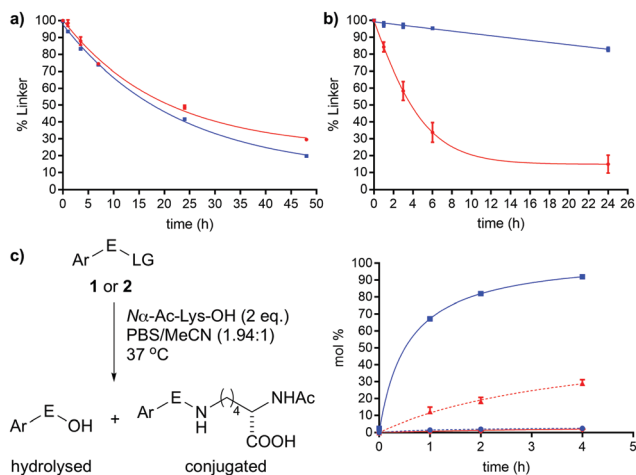 a)
100
90
80
70
60
50
40
30
20
10
0
% Linker
0 5 10 15 20 25 30 35 40 45 50
time (h)
b)
100
90
80
70
60
50
40
30
20
10
0
% Linker
0 2 4 6 8 10 12 14 16 18 20 22 24 26
time (h)
c)
Ar E LG
1 or 2
Nα-Ac-Lys-OH (2 eq.)
PBS/MeCN (1.94:1)
37 °C
Ar E OH
+
Ar E N H ( )4 NHAc COOH
hydrolysed
conjugated
100
90
80
70
60
50
40
30
20
10
0
mol %
0 1 2 3 4 5
time (h)